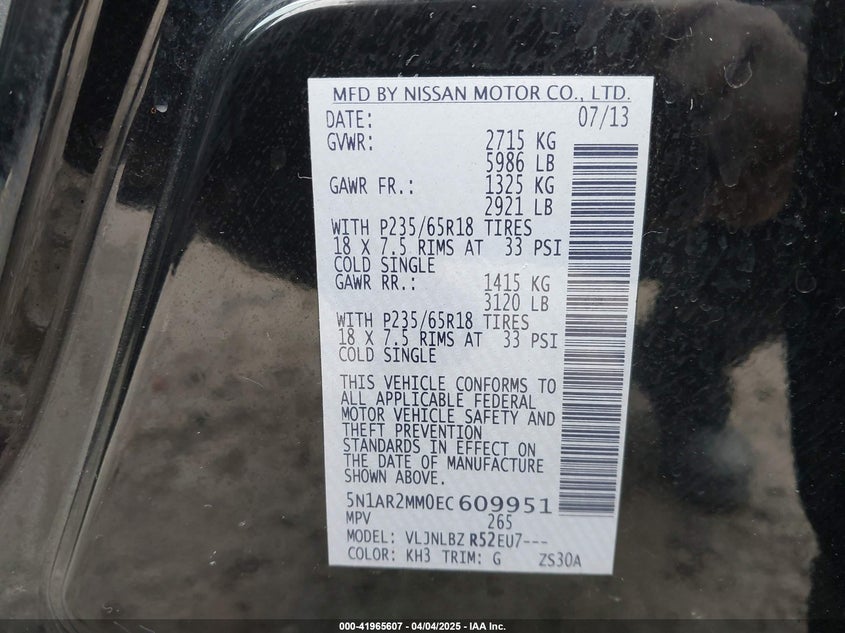 MFD BY NISSAN MOTOR CO., LTD.
DATE: 07/13
GVWR: 2715 KG
5986 LB
GAWR FR.: 1325 KG
2921 LB
WITH P235/65R18 TIRES
18 X 7.5 RIMS AT 33 PSI
COLD SINGLE
GAWR RR.: 1415 KG
3120 LB
WITH P235/65R18 TIRES
18 X 7.5 RIMS AT 33 PSI
COLD SINGLE
THIS VEHICLE CONFORMS TO
ALL APPLICABLE FEDERAL
MOTOR VEHICLE SAFETY AND
THEFT PREVENTION
STANDARDS IN EFFECT ON
THE DATE OF MANUFACTURE
SHOWN ABOVE.
5N1AR2MM0EC609951
MPV 265
MODEL: VLJNLBZ R52EU7---
COLOR: KH3 TRIM: G ZS30A
000-41965607 - 04/04/2025 - IAA Inc.